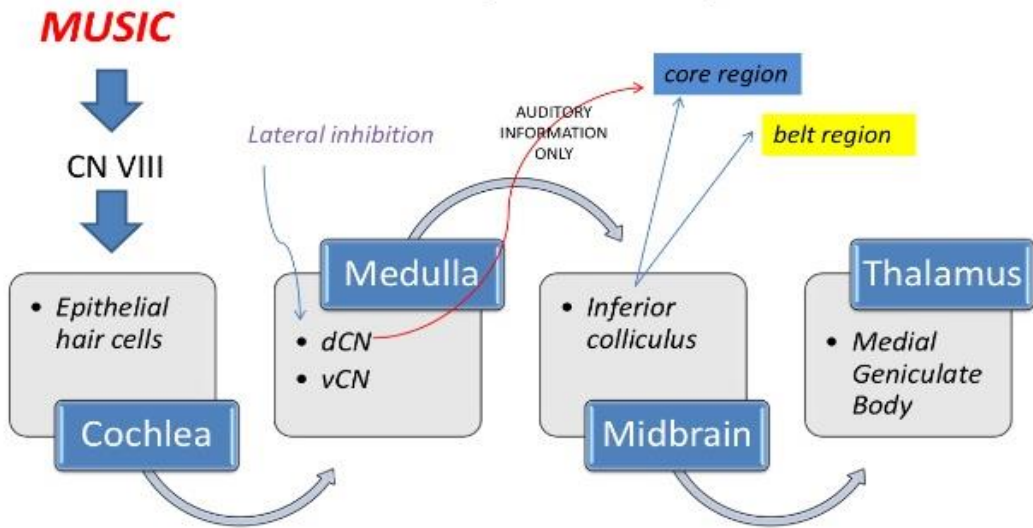 MUSIC
CN VIII
Lateral inhibition
AUDITORY
INFORMATION
ONLY
core region
belt region
• Epithelial
hair cells
Cochlea
Medulla
• dCN
• vCN
• Inferior
colliculus
Midbrain
Thalamus
• Medial
Geniculate
Body